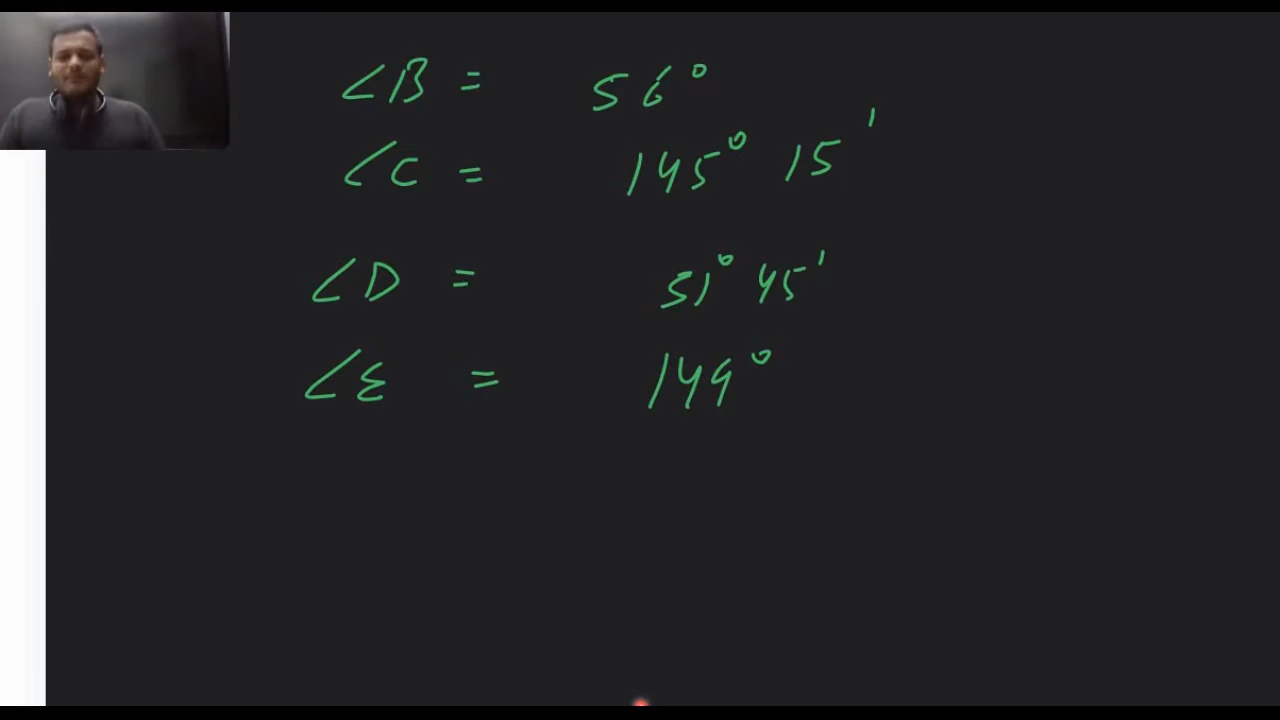 ∠B = 56°
∠C = 145° 15'
∠D = 51° 45'
∠E = 149°